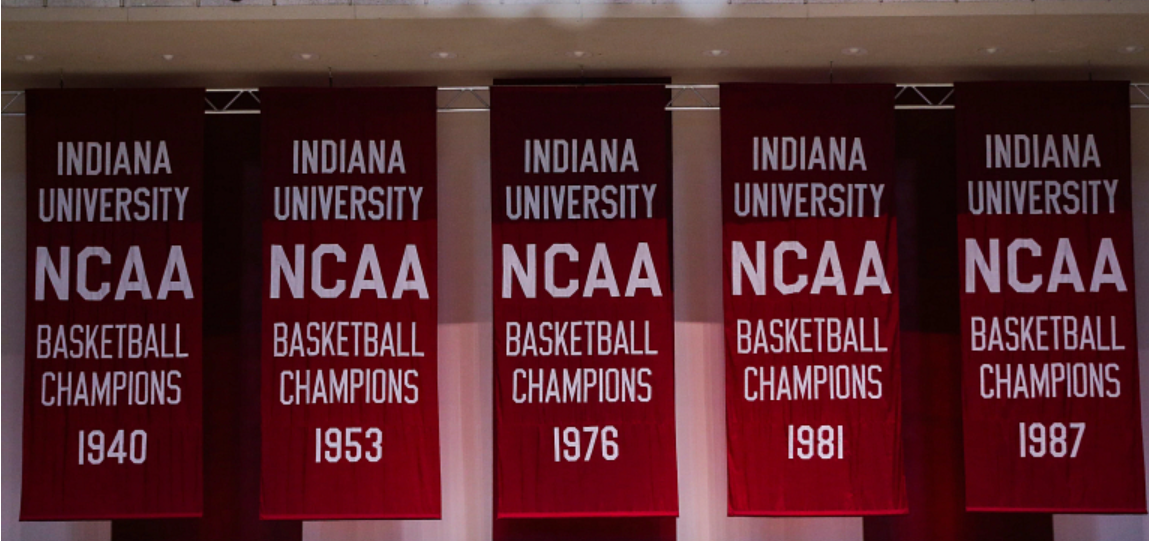 INDIANA
UNIVERSITY
NCAA
BASKETBALL
CHAMPIONS
1940
INDIANA
UNIVERSITY
NCAA
BASKETBALL
CHAMPIONS
1953
INDIANA
UNIVERSITY
NCAA
BASKETBALL
CHAMPIONS
1976
INDIANA
UNIVERSITY
NCAA
BASKETBALL
CHAMPIONS
1981
INDIANA
UNIVERSITY
NCAA
BASKETBALL
CHAMPIONS
1987